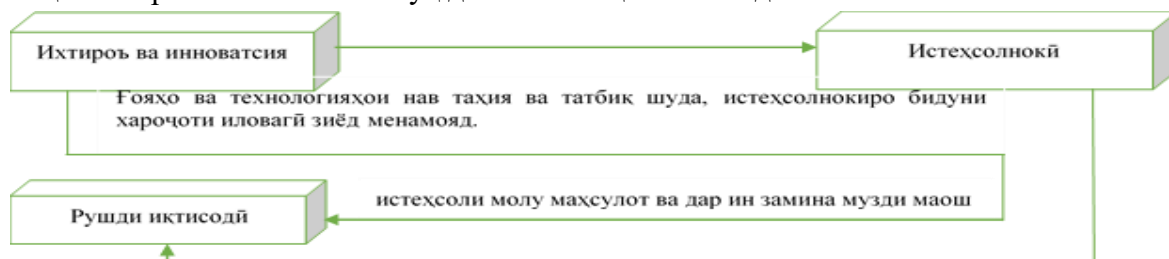 Ихтироъ ва инноватсия
Истеҳсолнокӣ
Ғояҳо ва технологияҳои нав таҳия ва татбиқ шуда, истеҳсолнокиро бидуни
хароҷоти иловагӣ зиёд менамояд.
истеҳсоли молу маҳсулот ва дар ин замина музди маош
Рушди иқтисодӣ